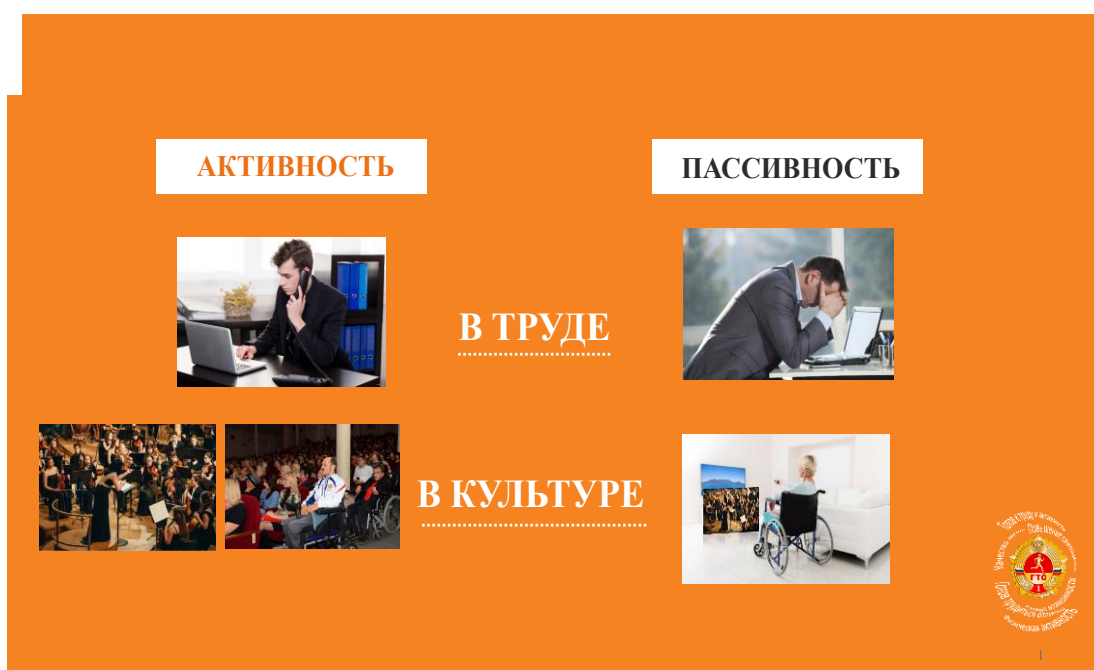 АКТИВНОСТЬ
ПАССИВНОСТЬ
В ТРУДЕ
В КУЛЬТУРЕ
ГТО
I